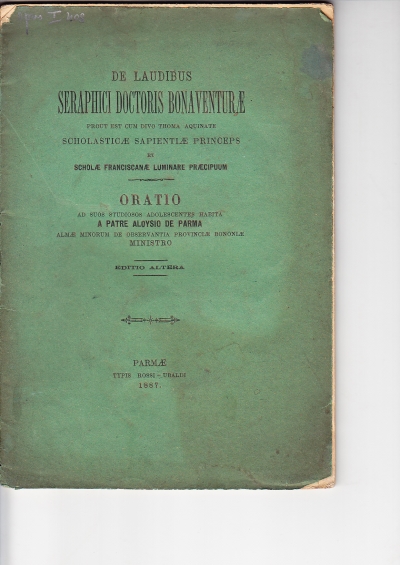 DE LAUDIBUS
SERAPHICI DOCTORIS BONAVENTURÆ
PROUT EST CUM DIVO THOMA AQUINATE
SCHOLASTICÆ SAPIENTIÆ PRINCEPS
ET
SCHOLÆ FRANCISCANÆ LUMINARE PRÆCIPUUM
ORATIO
AD SUOS STUDIOSOS ADOLESCENTES HABITA
A PATRE ALOYSIO DE PARMA
ALMÆ MINORUM DE OBSERVANTIA PROVINCIÆ BONONIÆ
MINISTRO
EDITIO ALTERA
PARMÆ
TYPIS ROSSI-UBALDI
1887.